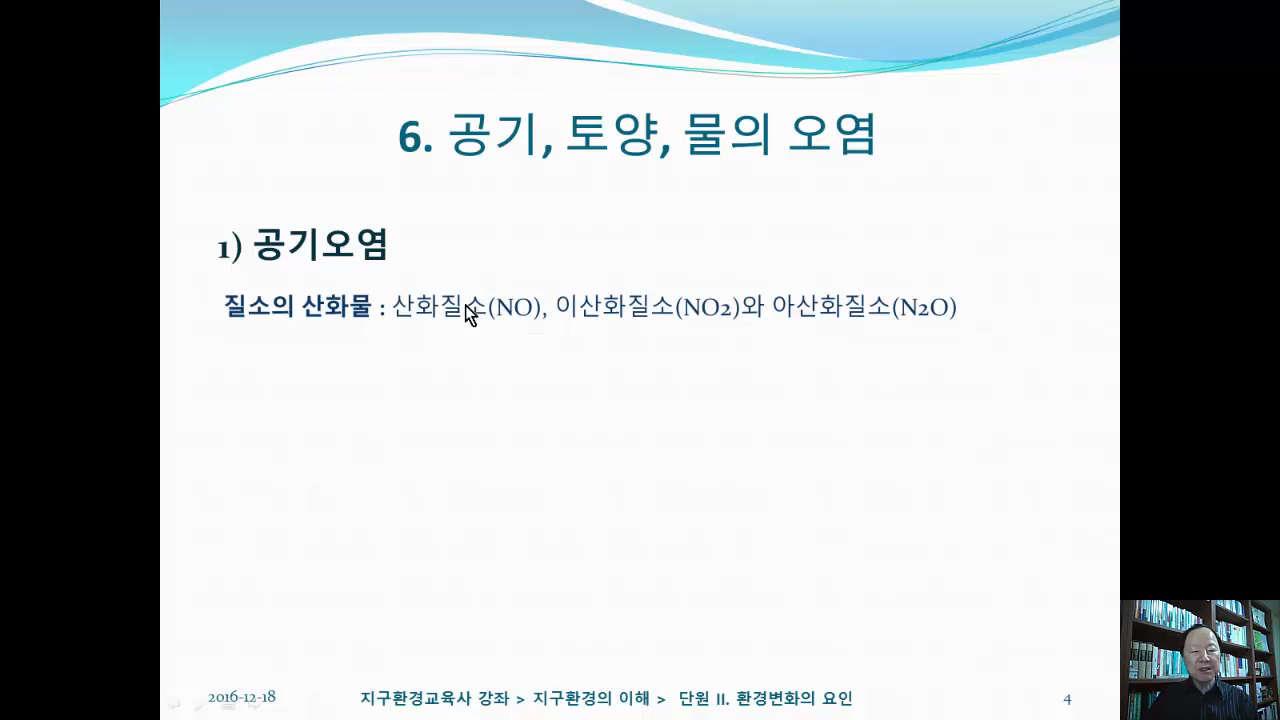 6. 공기, 토양, 물의 오염
1) 공기오염
질소의 산화물 : 산화질소(NO), 이산화질소(NO2)와 아산화질소(N2O)
2016-12-18 지구환경교육사 강좌 > 지구환경의 이해 > 단원 II. 환경변화의 요인 4